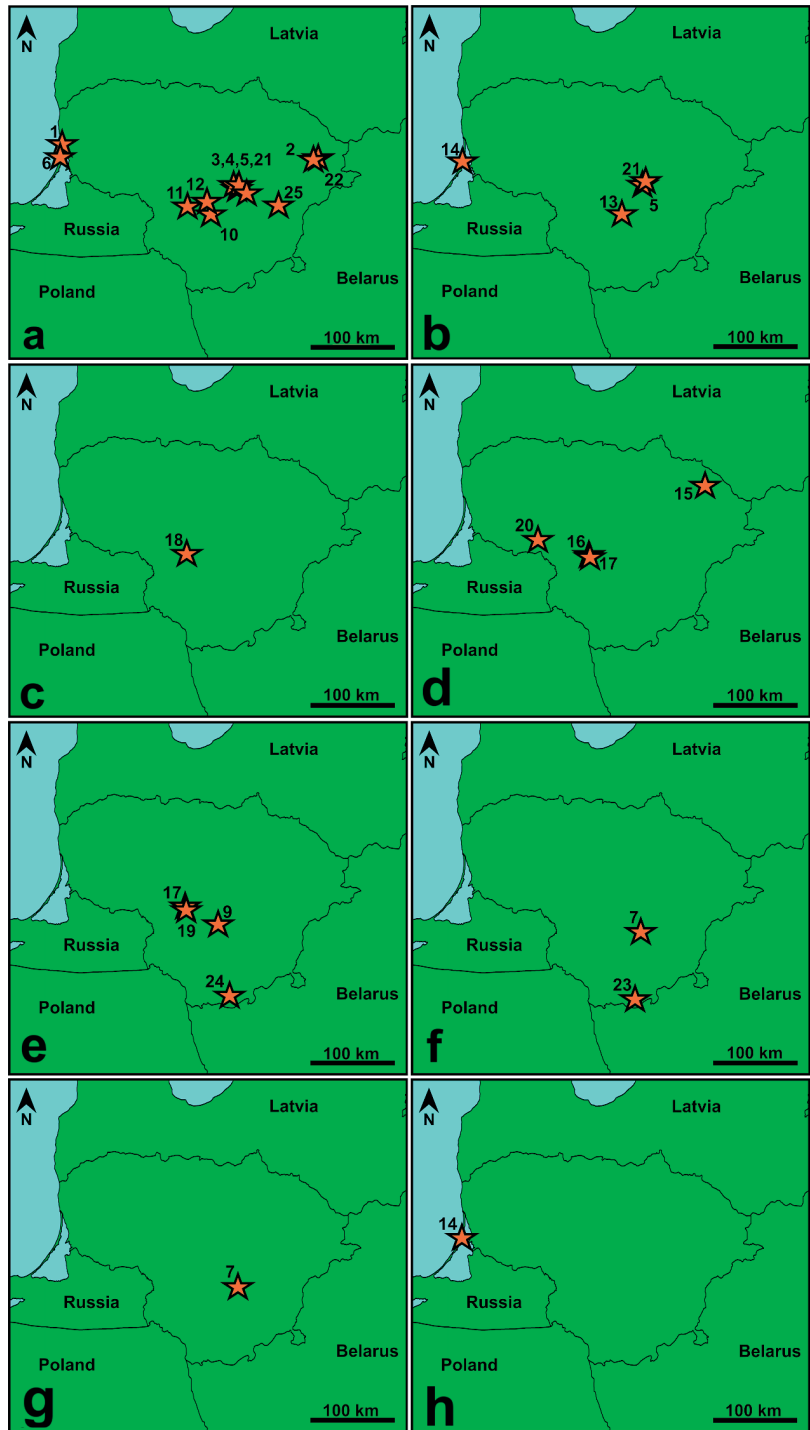 Latvia
N
1
6
3,4,5,21
2
22
12
11
25
10
Russia
Belarus
Poland
100 km
a
Latvia
N
14
21
5
13
Russia
Belarus
Poland
100 km
b
Latvia
N
18
Russia
Belarus
Poland
100 km
c
Latvia
N
15
20
16
17
Russia
Belarus
Poland
100 km
d
Latvia
N
17
9
19
Russia
24
Belarus
Poland
100 km
e
Latvia
N
7
Russia
23
Belarus
Poland
100 km
f
Latvia
N
7
Russia
Belarus
Poland
100 km
g
Latvia
N
14
Russia
Belarus
Poland
100 km
h